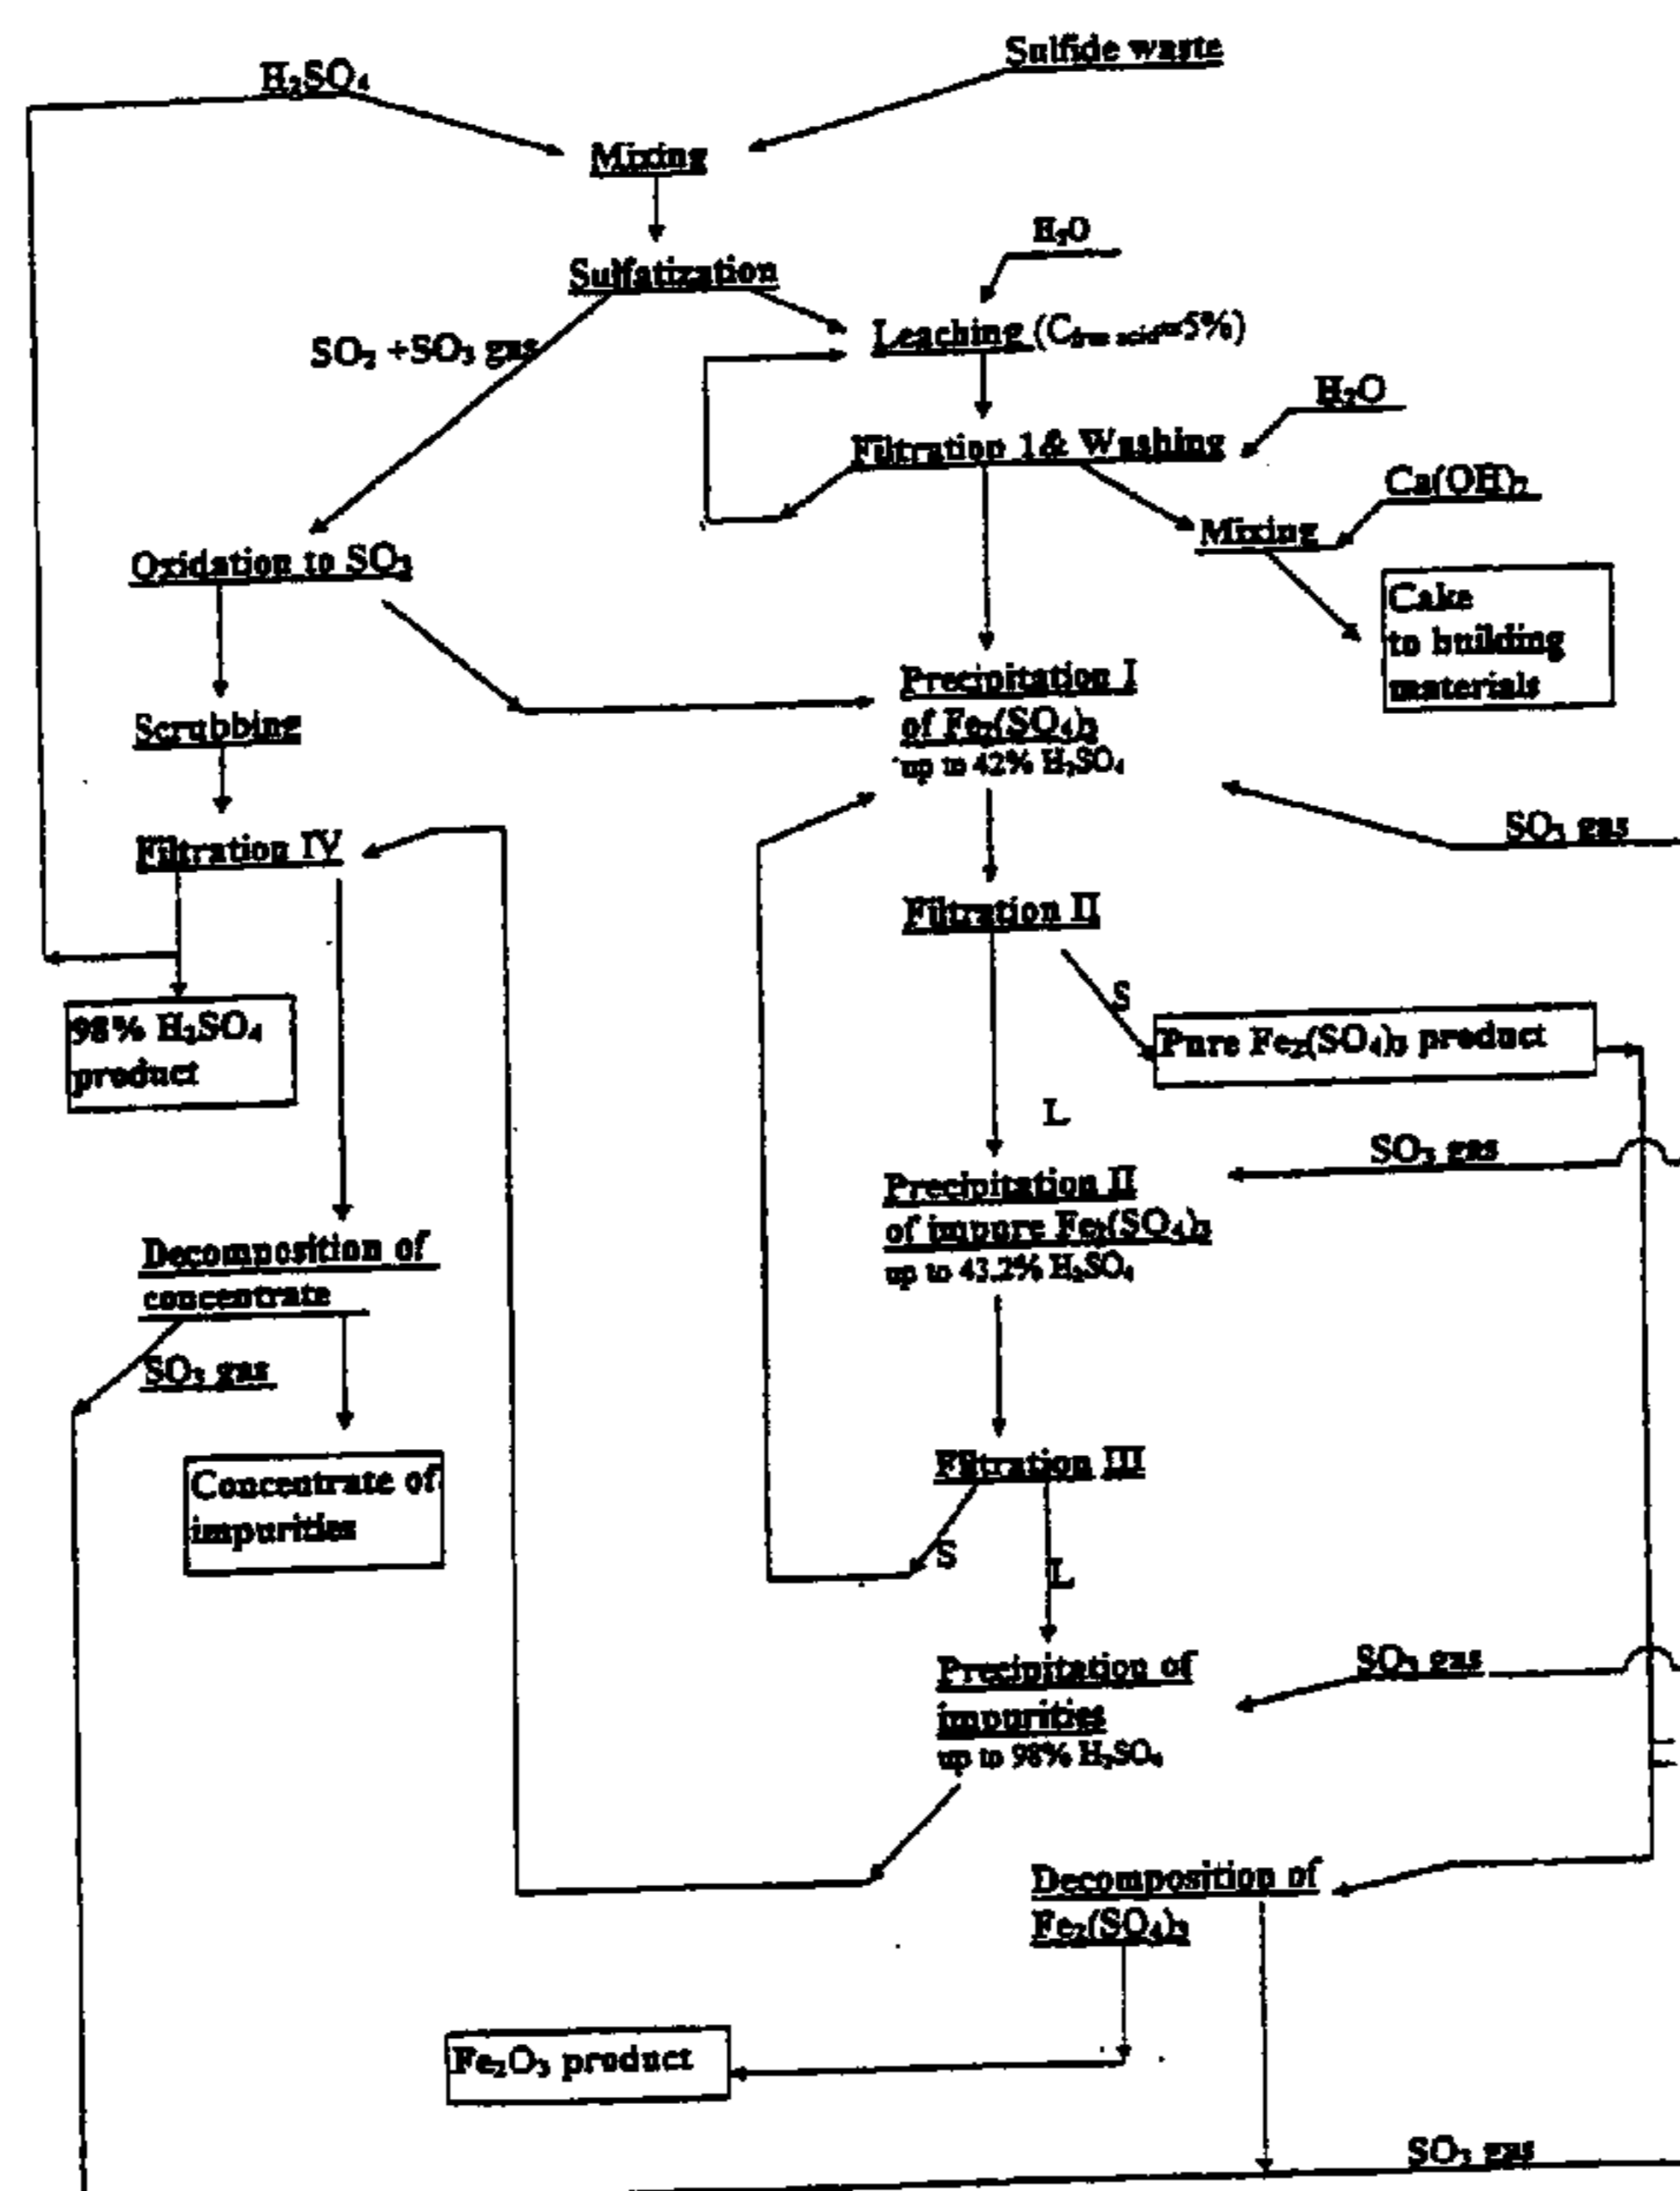 Sulfide waste
H₂SO₄
Mixing
H₂O
Sulfatization
Leaching (C free acid =5%)
SO₂ +SO₃ gas
H₂O
Filtration 1& Washing
Ca(OH)₂
Mixing
Oxidation to SO₃
Cake
to building
materials
Precipitation I
of Fe₂(SO₄)₃
up to 42% H₂SO₄
Scrubbing
SO₃ gas
Filtration IV
Filtration II
S
98% H₂SO₄
product
Pure Fe₂(SO₄)₃ product
L
SO₃ gas
Precipitation II
of impure Fe₂(SO₄)₃
up to 43.2% H₂SO₄
Decomposition of
concentrate
SO₃ gas
Filtration III
Concentrate of
impurities
S
L
SO₃ gas
Precipitation of
impurities
up to 98% H₂SO₄
Decomposition of
Fe₂(SO₄)₃
Fe₂O₃ product
SO₃ gas